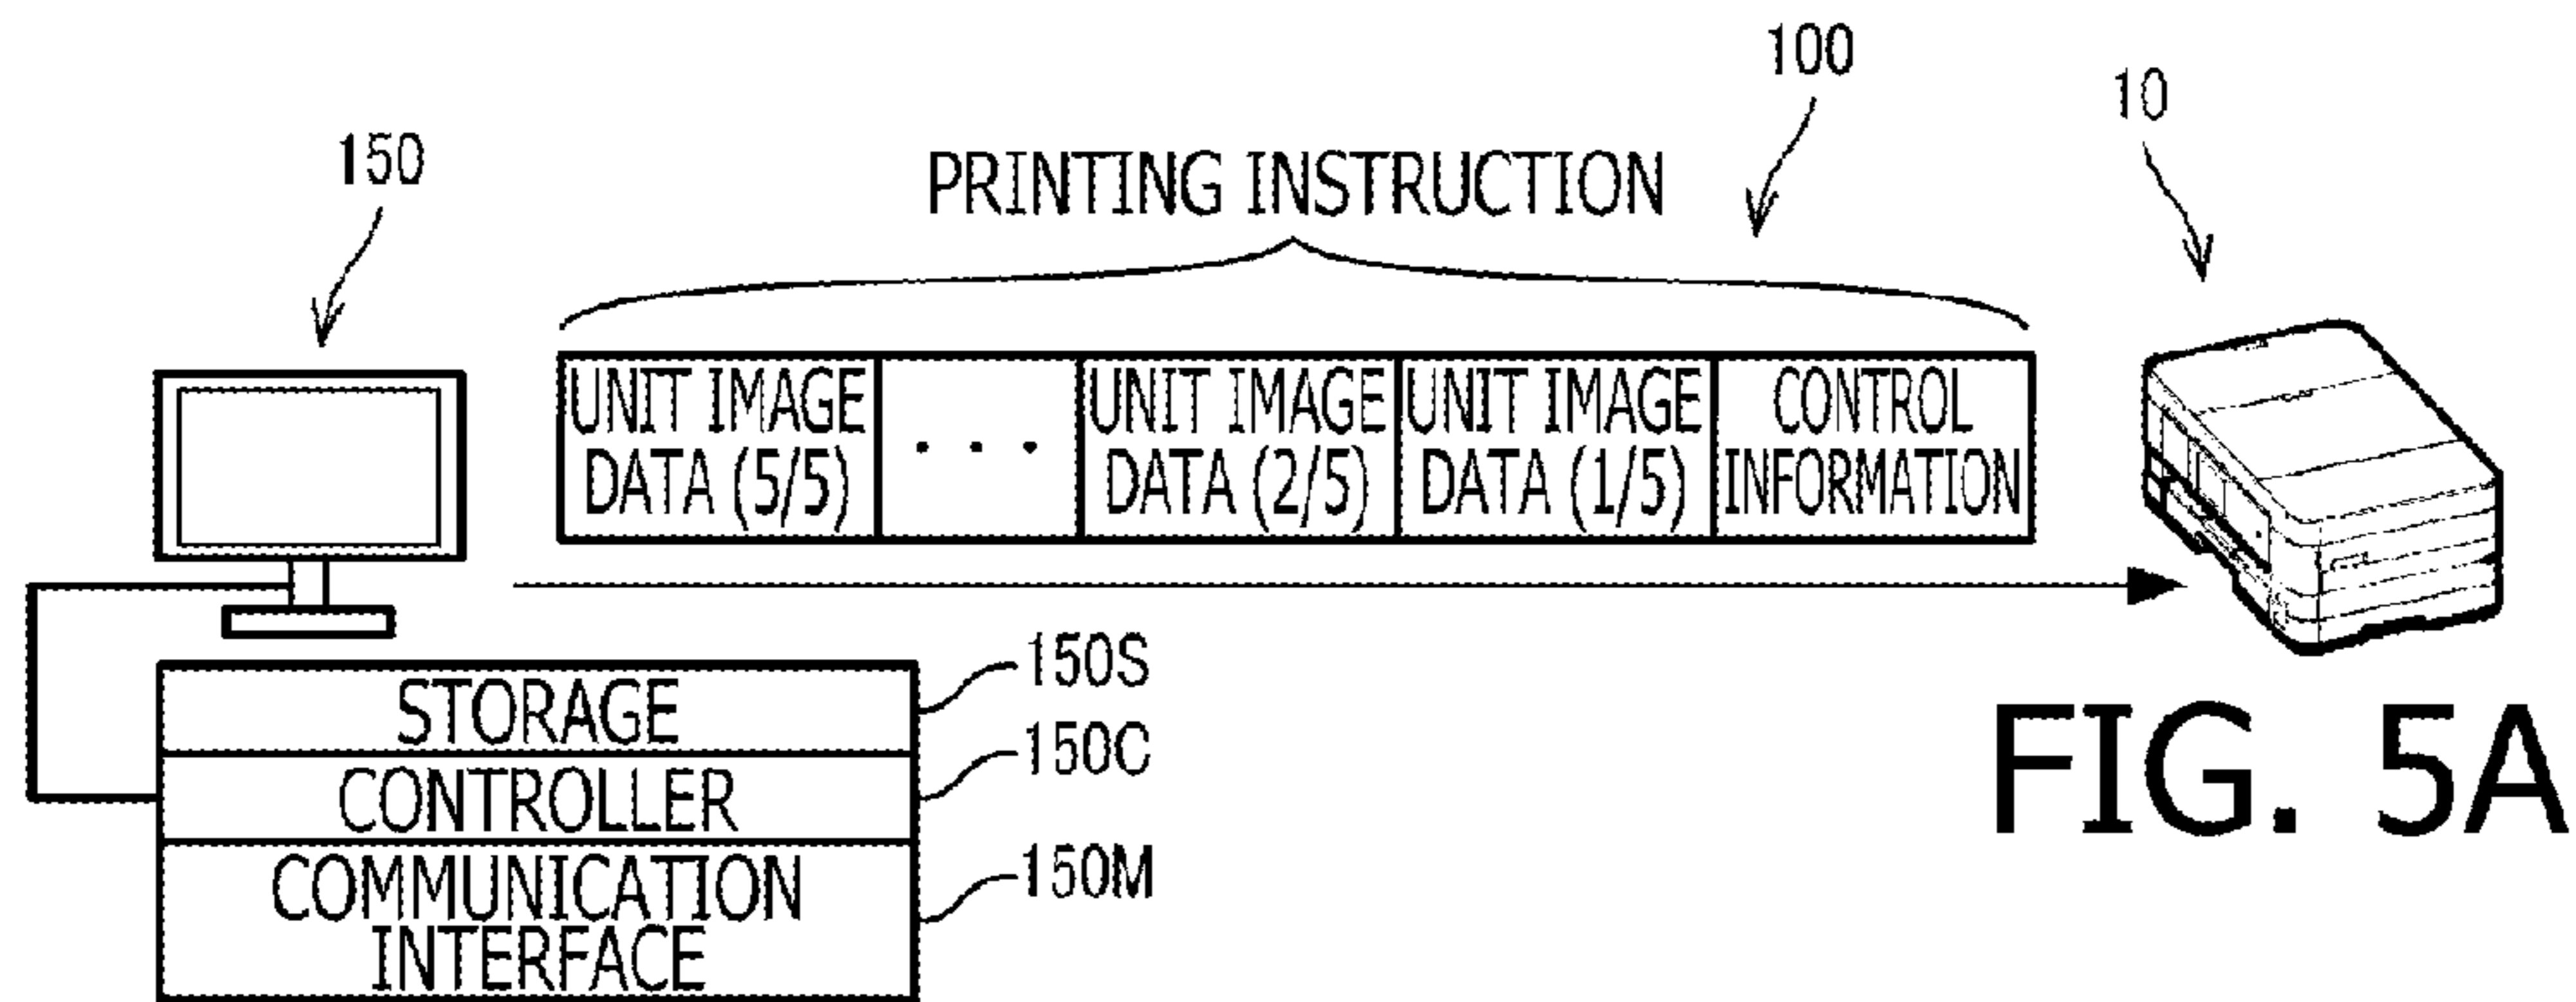 100
10
150
PRINTING INSTRUCTION
UNIT IMAGE
DATA (5/5)
...
UNIT IMAGE
DATA (2/5)
UNIT IMAGE
DATA (1/5)
CONTROL
INFORMATION
STORAGE
150S
CONTROLLER
150C
COMMUNICATION
INTERFACE
150M
FIG. 5A